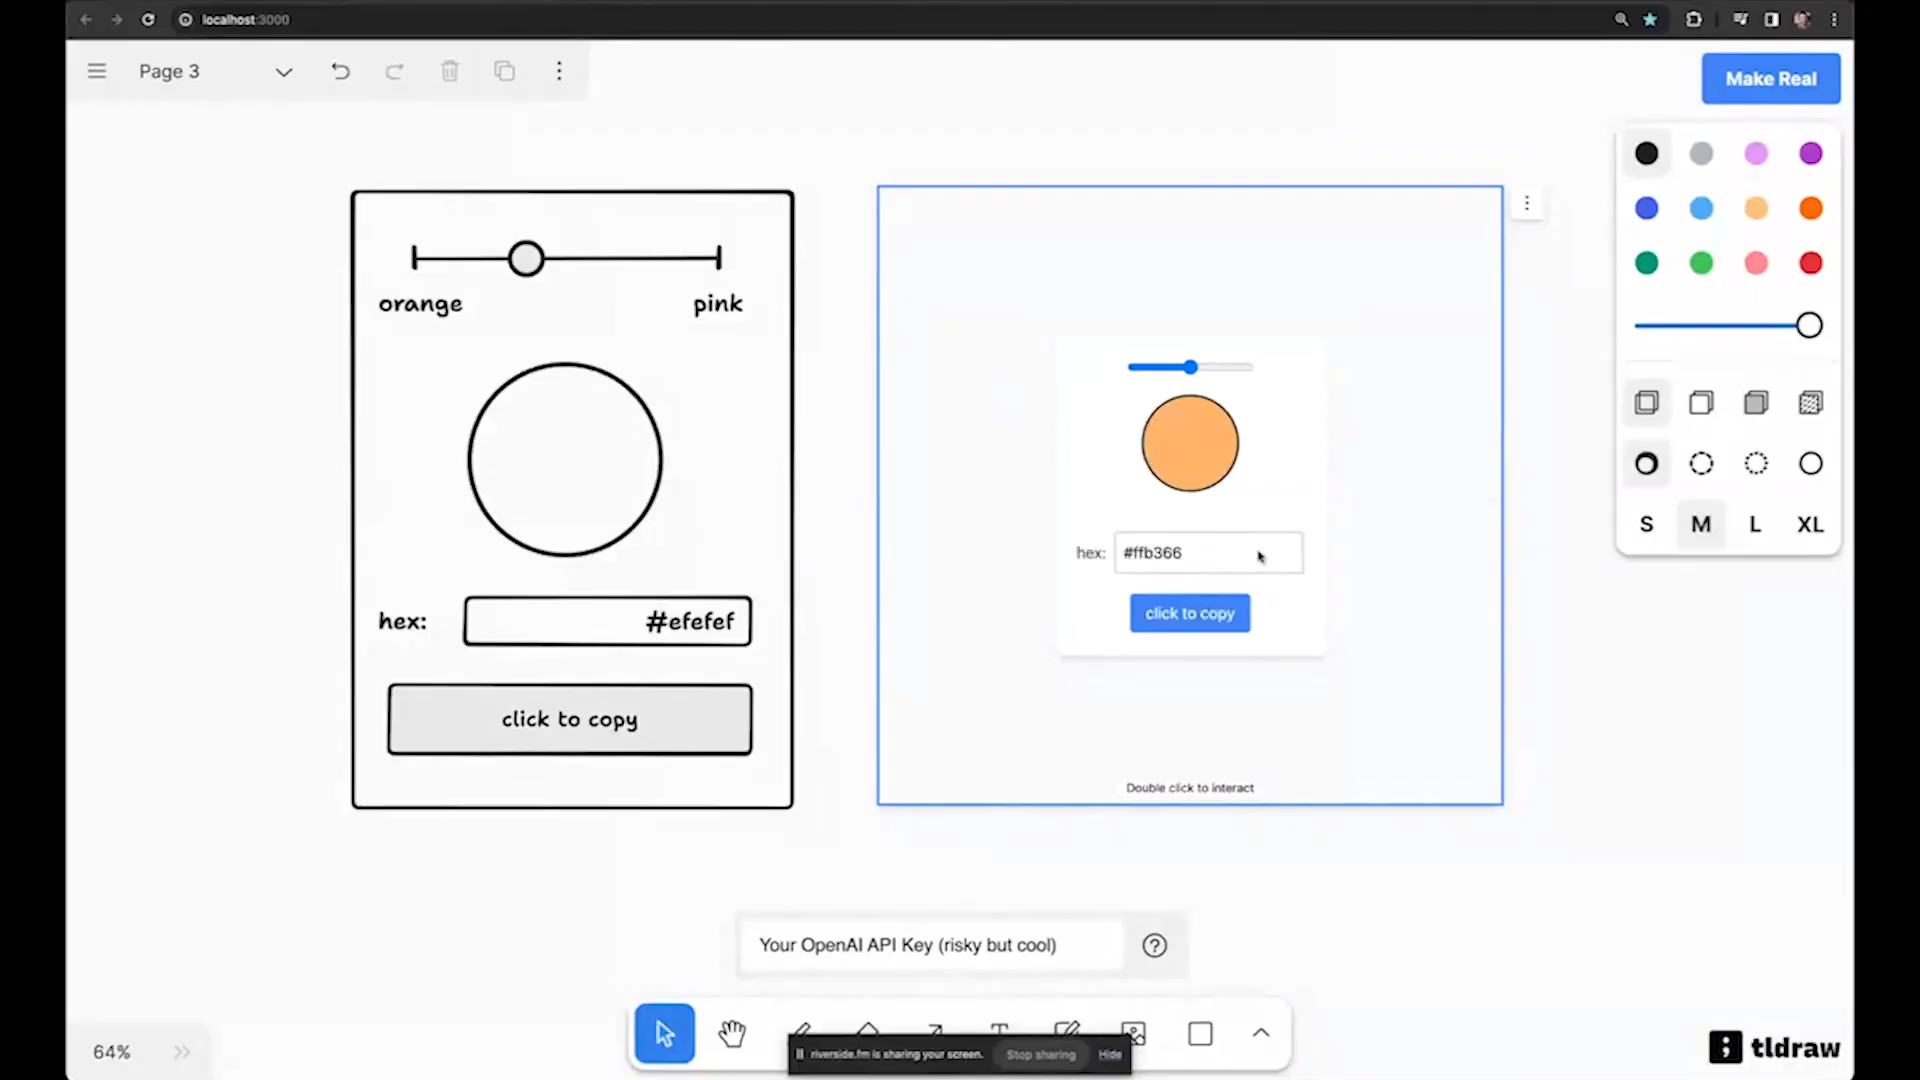 localhost:3000
Page 3
Make Real
orange
pink
hex:
#efefef
click to copy
hex:
#ffb366
click to copy
Double click to interact
S
M
L
XL
Your OpenAI API Key (risky but cool)
riverside.fm is sharing your screen.
Stop sharing
Hide
64%
tldraw